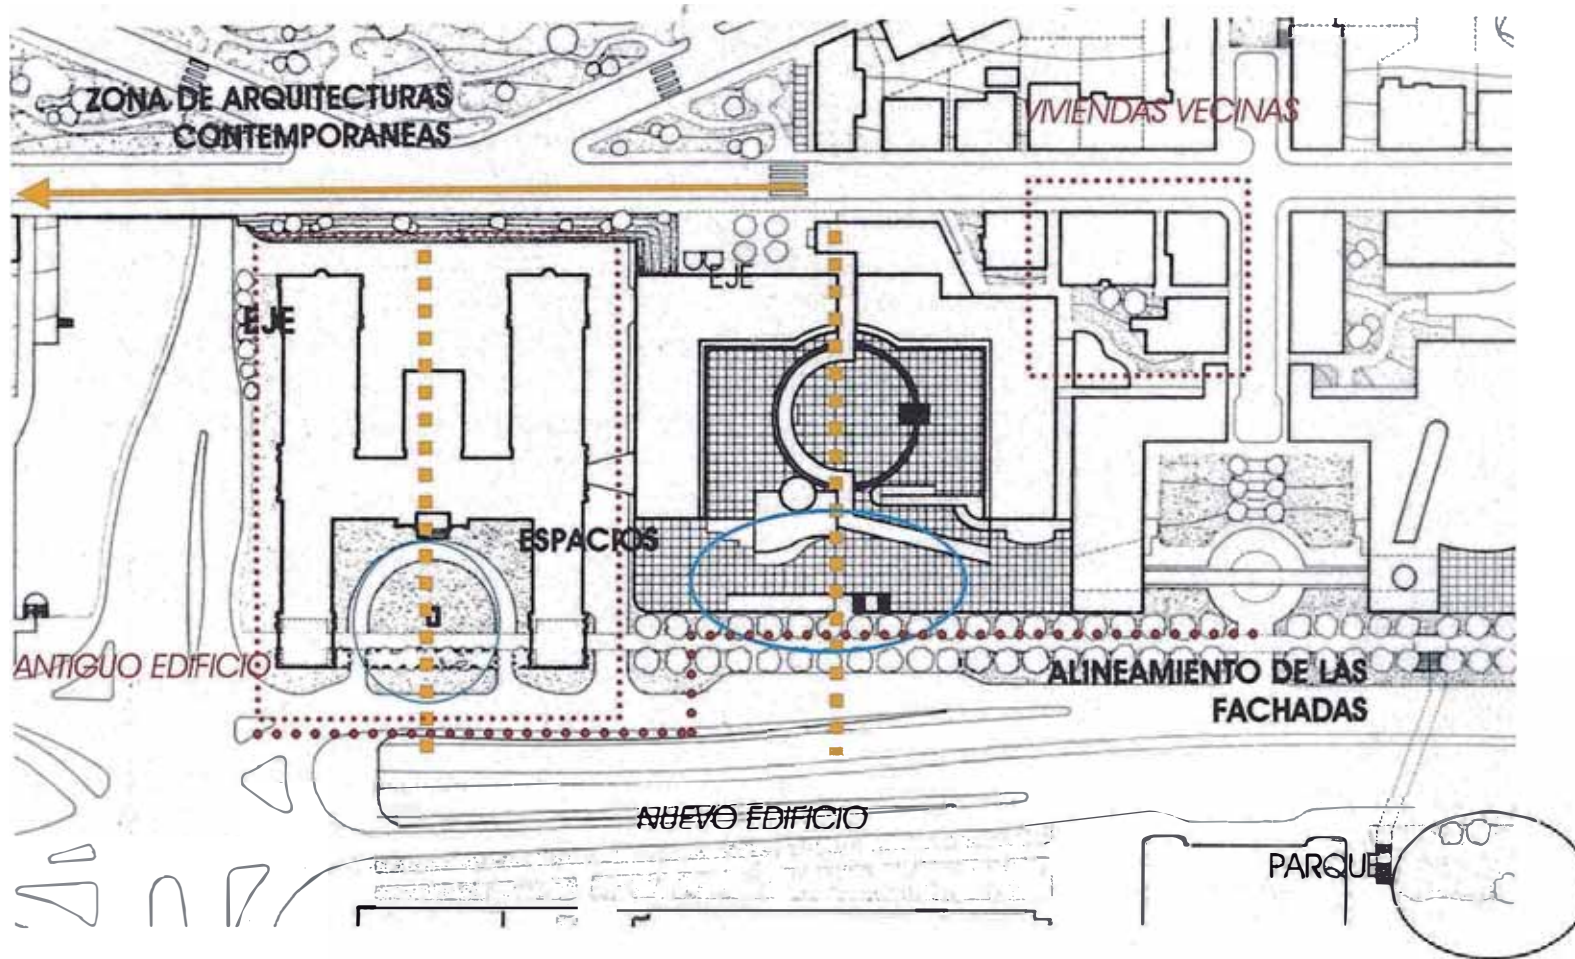 ZONA DE ARQUITECTURAS
CONTEMPORANEAS
VIVIENDAS VECINAS
EJE
EJE
ESPACIOS
ANTIGUO EDIFICIO
ALINEAMIENTO DE LAS
FACHADAS
NUEVO EDIFICIO
PARQUE